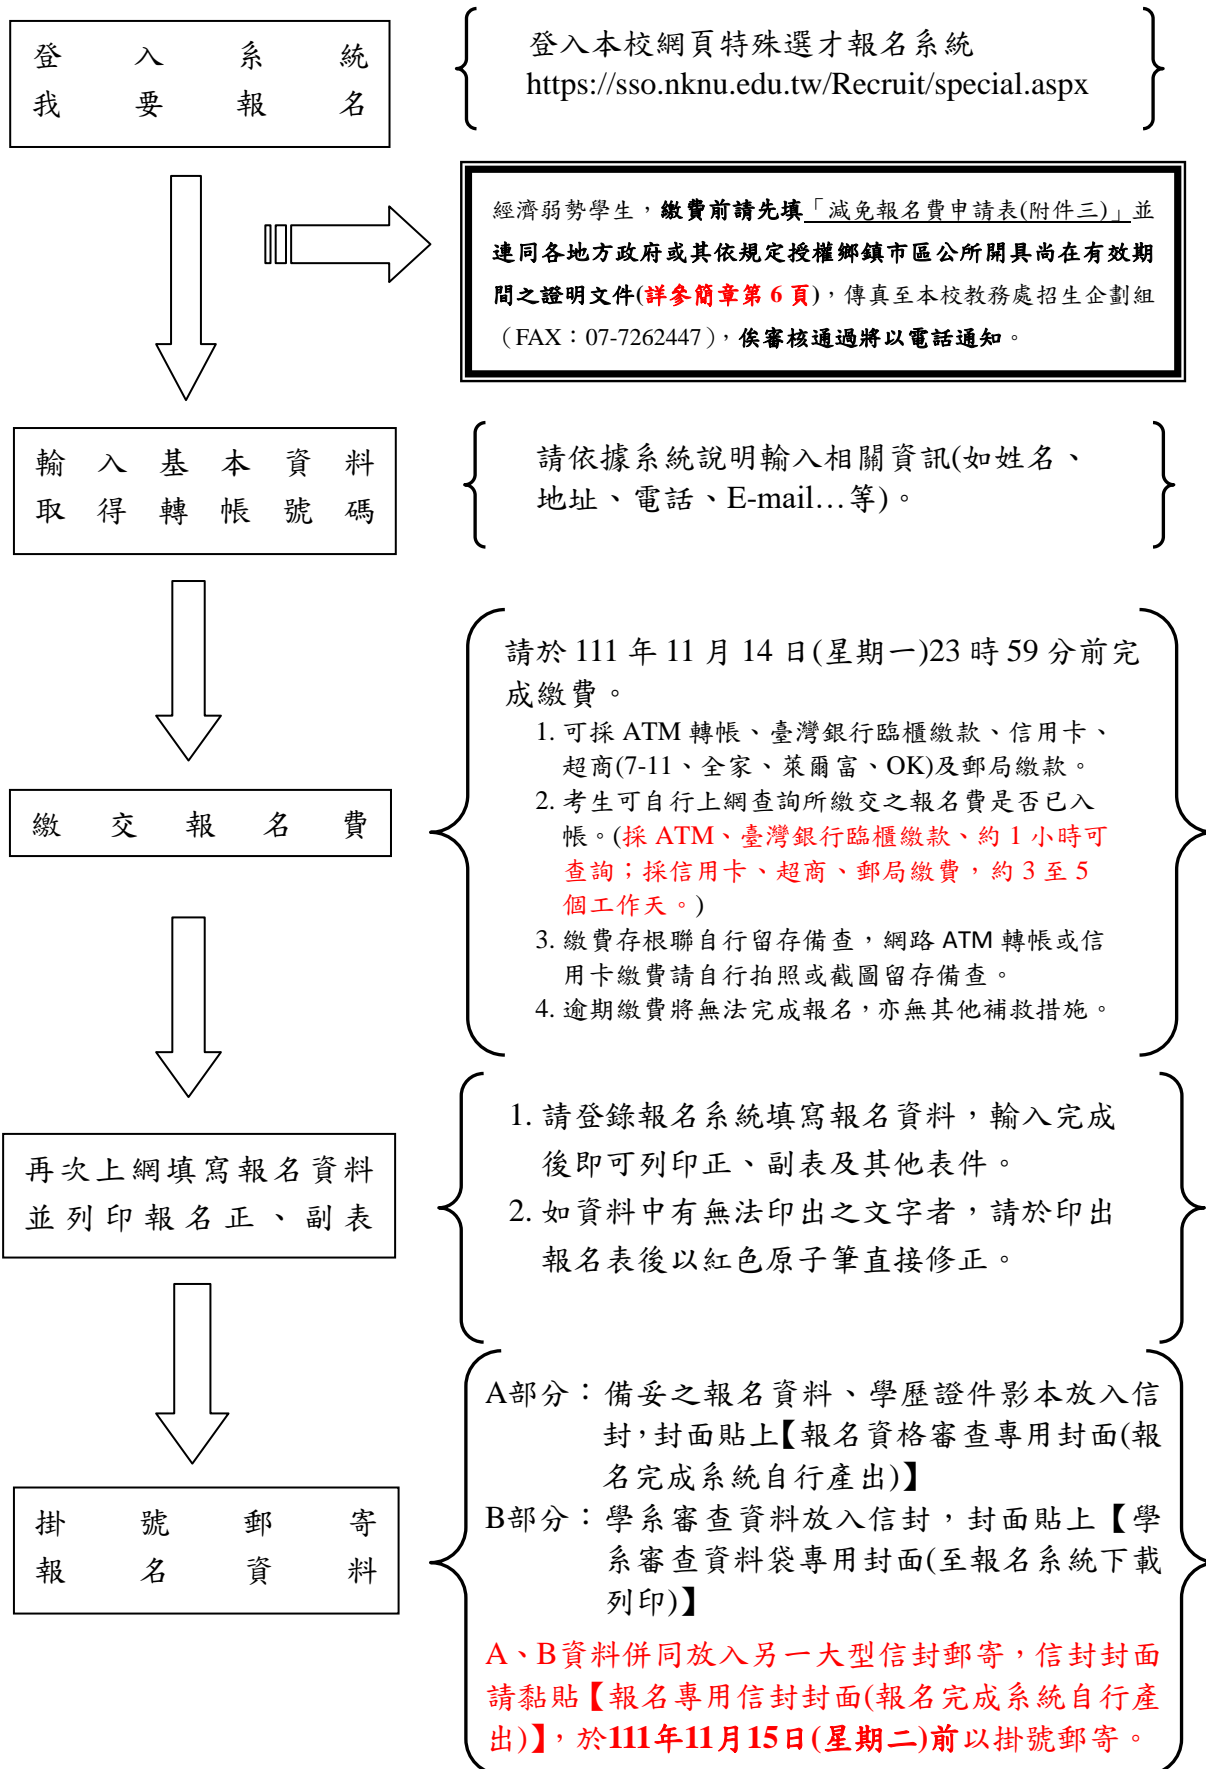 登入系統
我要報名
登入本校網頁特殊選才報名系統
https://sso.nknu.edu.tw/Recruit/special.aspx
經濟弱勢學生，繳費前請先填「減免報名費申請表(附件三)」並
連同各地方政府或其依規定授權鄉鎮市區公所開具尚在有效期
間之證明文件(詳參簡章第 6 頁)，傳真至本校教務處招生企劃組
（FAX：07-7262447），俟審核通過將以電話通知。
輸入基本資料
取得轉帳號碼
請依據系統說明輸入相關資訊(如姓名、
地址、電話、E-mail…等)。
繳交報名費
請於 111 年 11 月 14 日(星期一)23 時 59 分前完
成繳費。
1. 可採 ATM 轉帳、臺灣銀行臨櫃繳款、信用卡、
超商(7-11、全家、萊爾富、OK)及郵局繳款。
2. 考生可自行上網查詢所繳交之報名費是否已入
帳。(採 ATM、臺灣銀行臨櫃繳款、約 1 小時可
查詢；採信用卡、超商、郵局繳費，約 3 至 5
個工作天。)
3. 繳費存根聯自行留存備查，網路 ATM 轉帳或信
用卡繳費請自行拍照或截圖留存備查。
4. 逾期繳費將無法完成報名，亦無其他補救措施。
再次上網填寫報名資料
並列印報名正、副表
1. 請登錄報名系統填寫報名資料，輸入完成
後即可列印正、副表及其他表件。
2. 如資料中有無法印出之文字者，請於印出
報名表後以紅色原子筆直接修正。
掛號郵寄
報名資料
A部分：備妥之報名資料、學歷證件影本放入信
封，封面貼上【報名資格審查專用封面(報
名完成系統自行產出)】
B部分：學系審查資料放入信封，封面貼上【學
系審查資料袋專用封面(至報名系統下載
列印)】
A、B資料併同放入另一大型信封郵寄，信封封面
請黏貼【報名專用信封封面(報名完成系統自行產
出)】，於111年11月15日(星期二)前以掛號郵寄。